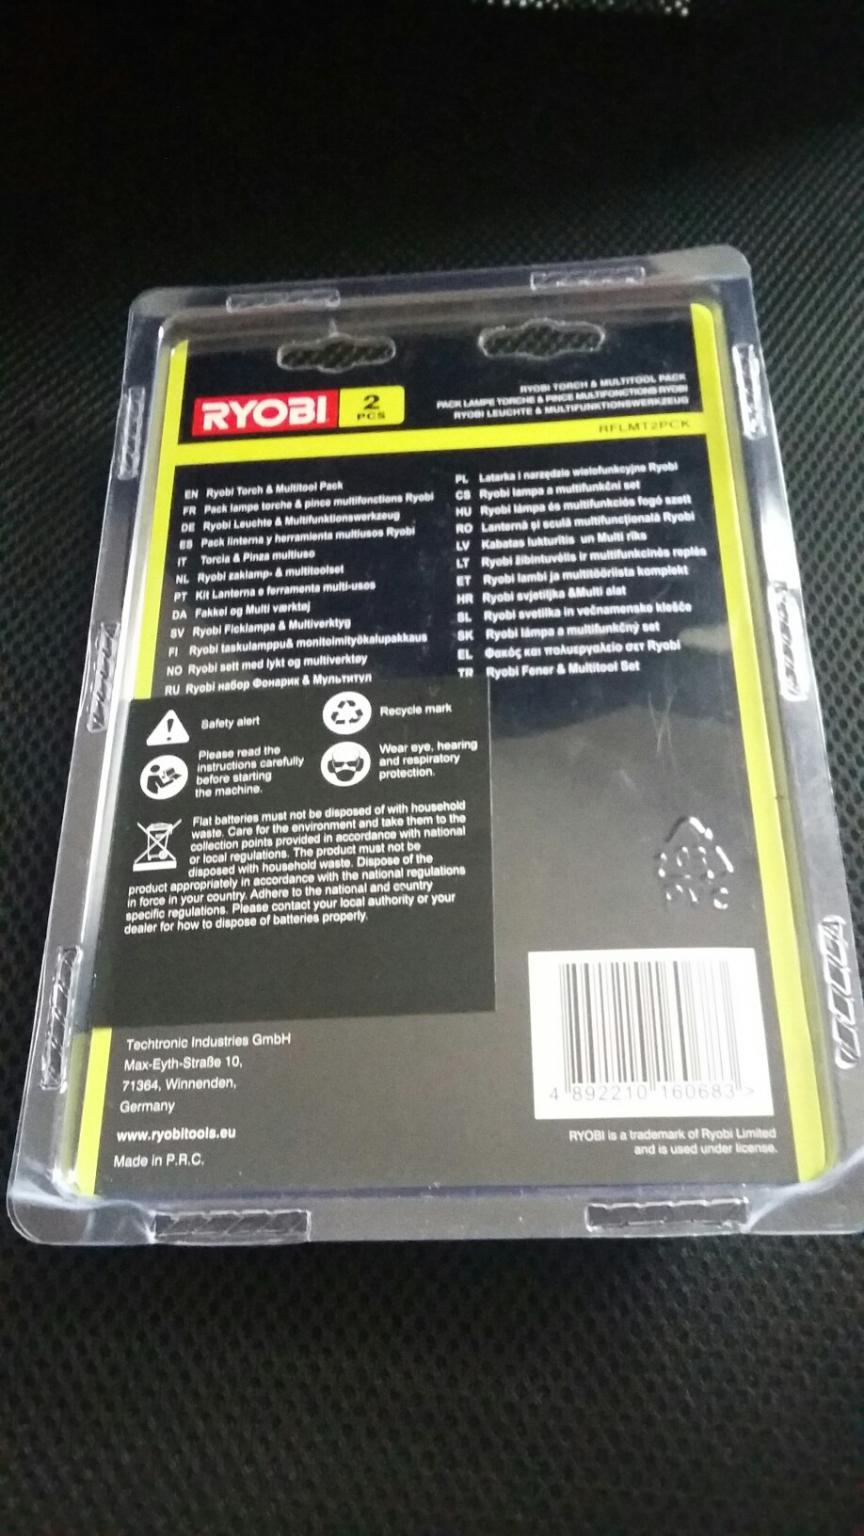 RYOBI
2
PCS
RYOBI TORCH & MULTITOOL PACK
PACK LAMPE TORCHE & PINCE MULTIFONCTIONS RYOBI
RYOBI LEUCHTE & MULTIFUNKTIONSWERKZEUG
RFLMT2PCK
EN Ryobi Torch & Multitool Pack
FR Pack lampe torche & pince multifonctions Ryobi
DE Ryobi Leuchte & Multifunktionswerkzeug
ES Pack linterna y herramienta multiusos Ryobi
IT Torcia & Pinza multiuso
NL Ryobi zaklamp- & multitoolset
PT Kit Lanterna e ferramenta multi-usos
DA Fakkel og Multi værktøj
SV Ryobi Ficklampa & Multiverktyg
FI Ryobi taskulamppu& monitoimityökalupakkaus
NO Ryobi sett med lykt og multiverktøy
RU Ryobi набор Фонарик & Мультитул
PL Latarka i narzędzie wielofunkcyjne Ryobi
CS Ryobi lampa a multifunkční set
HU Ryobi lámpa és multifunkciós fogó szett
RO Lanternă și sculă multifuncțională Ryobi
LV Kabatas lukturītis un Multi rīks
LT Ryobi žibintuvėlis ir multifunkcinės replės
ET Ryobi lambi ja multitööriista komplekt
HR Ryobi svjetiljka &Multi alat
SL Ryobi svetilka in večnamenske klešče
SK Ryobi lámpa a multifunkčný set
EL Φακός και πολυεργαλείο σετ Ryobi
TR Ryobi Fener & Multitool Set
Safety alert
Recycle mark
Please read the
instructions carefully
before starting
the machine.
Wear eye, hearing
and respiratory
protection.
Flat batteries must not be disposed of with household
waste. Care for the environment and take them to the
collection points provided in accordance with national
or local regulations. The product must not be
disposed with household waste. Dispose of the
product appropriately in accordance with the national regulations
in force in your country. Adhere to the national and country
specific regulations. Please contact your local authority or your
dealer for how to dispose of batteries properly.
Techtronic Industries GmbH
Max-Eyth-Straße 10,
71364, Winnenden,
Germany
www.ryobitools.eu
Made in P.R.C.
4 892210 160683 >
RYOBI is a trademark of Ryobi Limited
and is used under license.